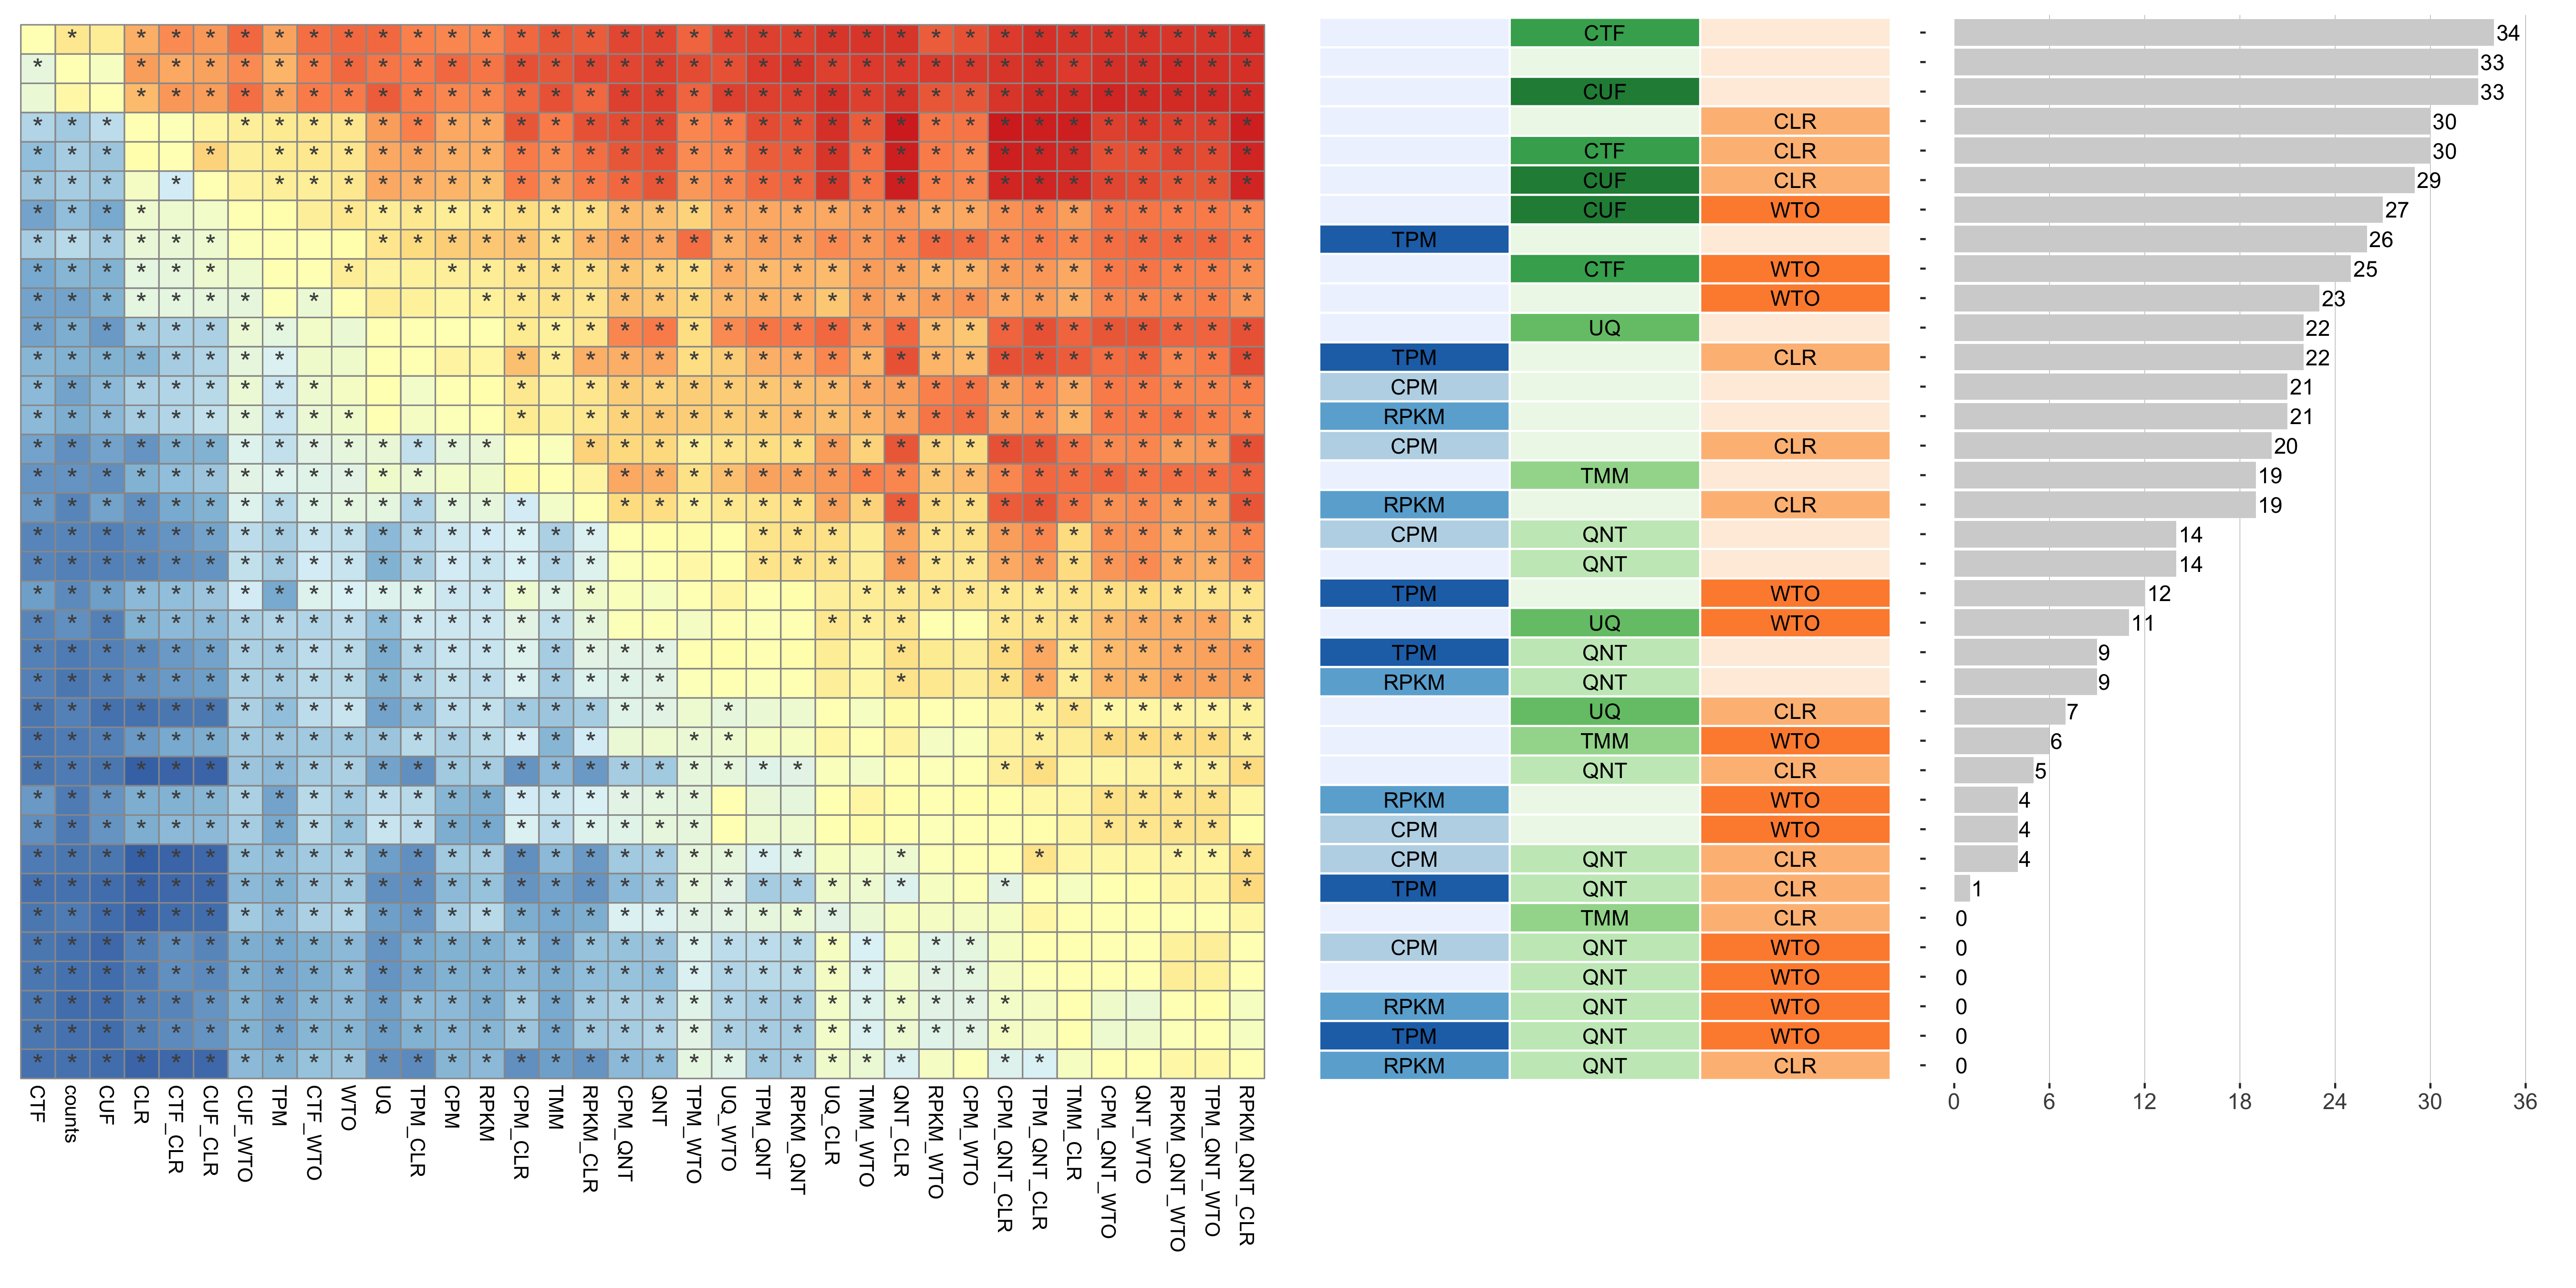 CTF - 34
- 33
CUF - 33
CLR - 30
CTF CLR - 30
CUF CLR - 29
CUF WTO - 27
TPM - 26
CTF WTO - 25
WTO - 23
UQ - 22
TPM CLR - 22
CPM - 21
RPKM - 21
CPM CLR - 20
TMM - 19
RPKM CLR - 19
CPM QNT - 14
QNT - 14
TPM WTO - 12
UQ WTO - 11
TPM QNT - 9
RPKM QNT - 9
UQ CLR - 7
TMM WTO - 6
QNT CLR - 5
RPKM WTO - 4
CPM WTO - 4
CPM QNT CLR - 4
TPM QNT CLR - 1
TMM CLR - 0
CPM QNT WTO - 0
QNT WTO - 0
RPKM QNT WTO - 0
TPM QNT WTO - 0
RPKM QNT CLR - 0
0 6 12 18 24 30 36
CTF
counts
CUF
CLR
CTF_CLR
CUF_CLR
CUF_WTO
TPM
CTF_WTO
WTO
UQ
TPM_CLR
CPM
RPKM
CPM_CLR
TMM
RPKM_CLR
CPM_QNT
QNT
TPM_WTO
UQ_WTO
TPM_QNT
RPKM_QNT
UQ_CLR
TMM_WTO
QNT_CLR
RPKM_WTO
CPM_WTO
CPM_QNT_CLR
TPM_QNT_CLR
TMM_CLR
CPM_QNT_WTO
QNT_WTO
RPKM_QNT_WTO
TPM_QNT_WTO
RPKM_QNT_CLR